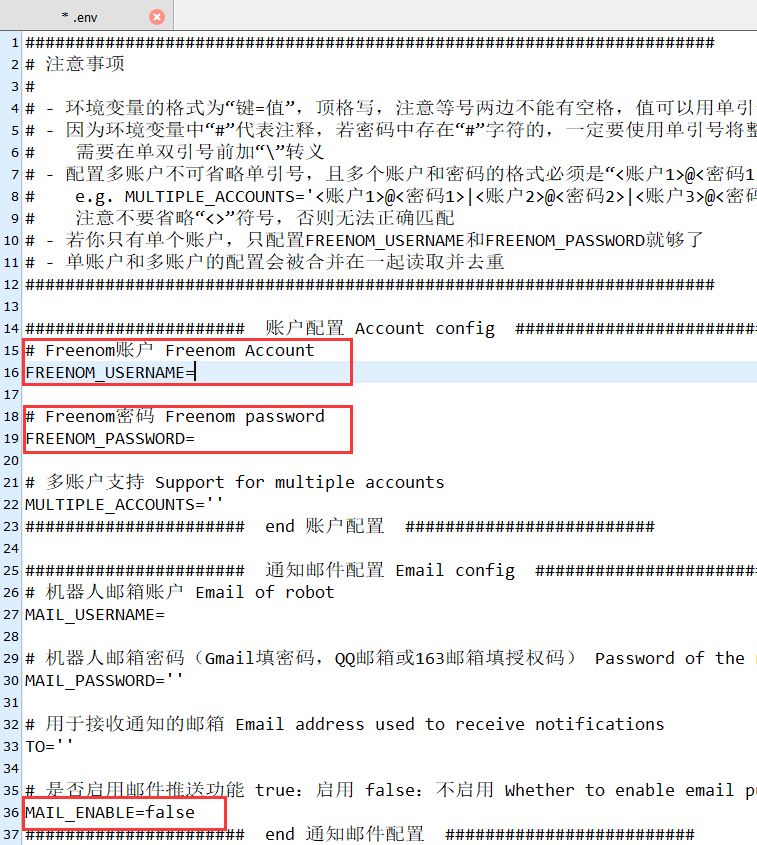 * .env
1 #####################################################################
2 # 注意事项
3 #
4 # - 环境变量的格式为“键=值”，顶格写，注意等号两边不能有空格，值可以用单引
5 # - 因为环境变量中“#”代表注释，若密码中存在“#”字符的，一定要使用单引号将整
6 #    需要在单双引号前加“\”转义
7 # - 配置多账户不可省略单引号，且多个账户和密码的格式必须是“<账户1>@<密码1
8 #    e.g. MULTIPLE_ACCOUNTS='<账户1>@<密码1>|<账户2>@<密码2>|<账户3>@<密码
9 #    注意不要省略“<>”符号，否则无法正确匹配
10 # - 若你只有单个账户，只配置FREENOM_USERNAME和FREENOM_PASSWORD就够了
11 # - 单账户和多账户的配置会被合并在一起读取并去重
12 #####################################################################
13
14 ######################  账户配置 Account config  #########################
15 # Freenom账户 Freenom Account
16 FREENOM_USERNAME=
17
18 # Freenom密码 Freenom password
19 FREENOM_PASSWORD=
20
21 # 多账户支持 Support for multiple accounts
22 MULTIPLE_ACCOUNTS=''
23 ######################  end 账户配置  #########################
24
25 ######################  通知邮件配置 Email config  #######################
26 # 机器人邮箱账户 Email of robot
27 MAIL_USERNAME=
28
29 # 机器人邮箱密码（Gmail填密码，QQ邮箱或163邮箱填授权码） Password of the
30 MAIL_PASSWORD=''
31
32 # 用于接收通知的邮箱 Email address used to receive notifications
33 TO=''
34
35 # 是否启用邮件推送功能 true：启用 false：不启用 Whether to enable email pu
36 MAIL_ENABLE=false
37 ######################  end 通知邮件配置  #########################